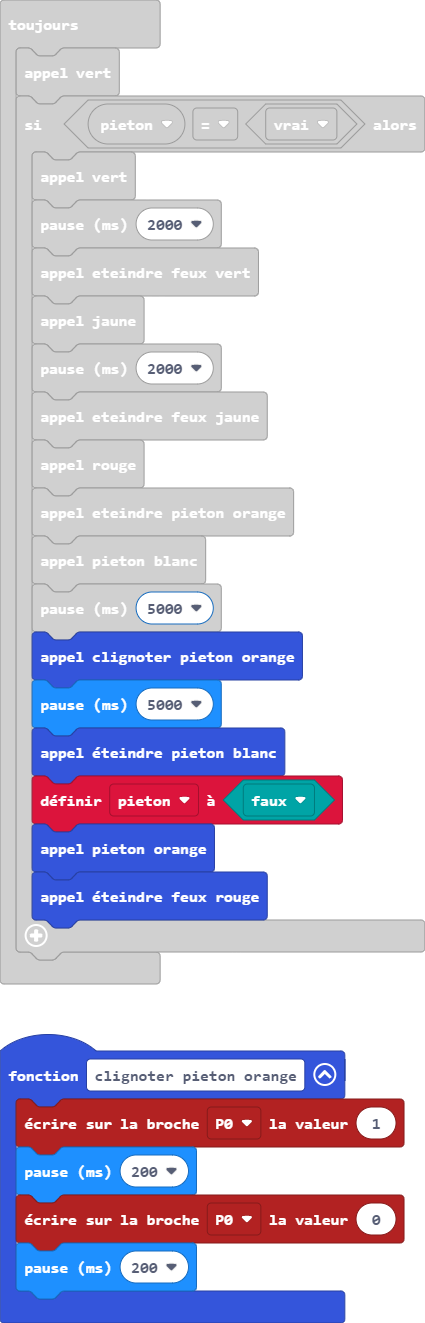 toujours
appel vert
si pieton = vrai alors
appel vert
pause (ms) 2000
appel eteindre feux vert
appel jaune
pause (ms) 2000
appel eteindre feux jaune
appel rouge
appel eteindre pieton orange
appel pieton blanc
pause (ms) 5000
appel clignoter pieton orange
pause (ms) 5000
appel éteindre pieton blanc
définir pieton à faux
appel pieton orange
appel éteindre feux rouge
fonction clignoter pieton orange
écrire sur la broche P0 la valeur 1
pause (ms) 200
écrire sur la broche P0 la valeur 0
pause (ms) 200